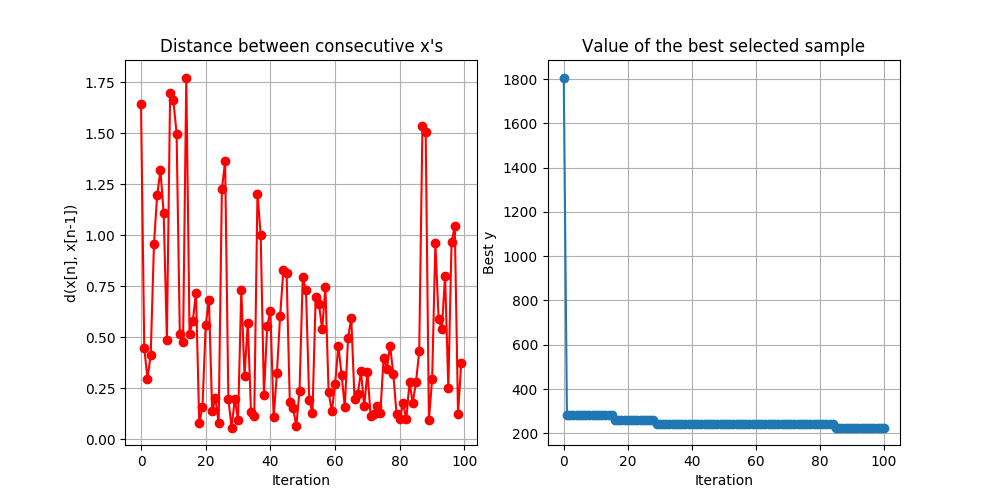 Distance between consecutive x's
d(x[n], x[n-1])
1.75
1.50
1.25
1.00
0.75
0.50
0.25
0.00
0 20 40 60 80 100
Iteration
Value of the best selected sample
Best y
1800
1600
1400
1200
1000
800
600
400
200
0 20 40 60 80 100
Iteration